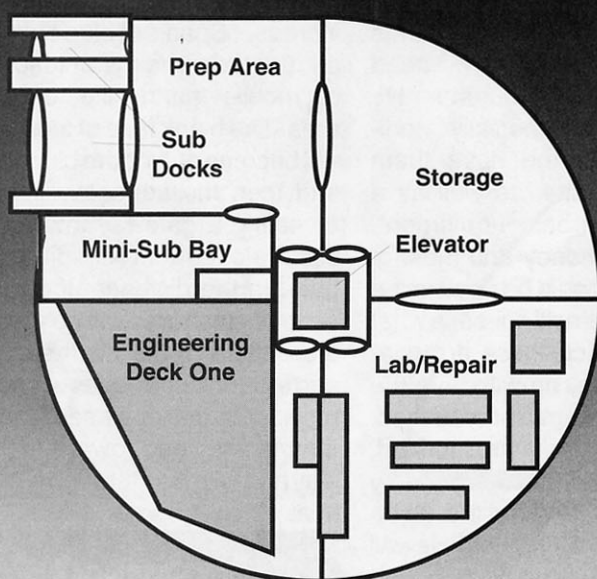 Prep Area
Sub
Docks
Storage
Mini-Sub Bay
Elevator
Engineering
Deck One
Lab/Repair